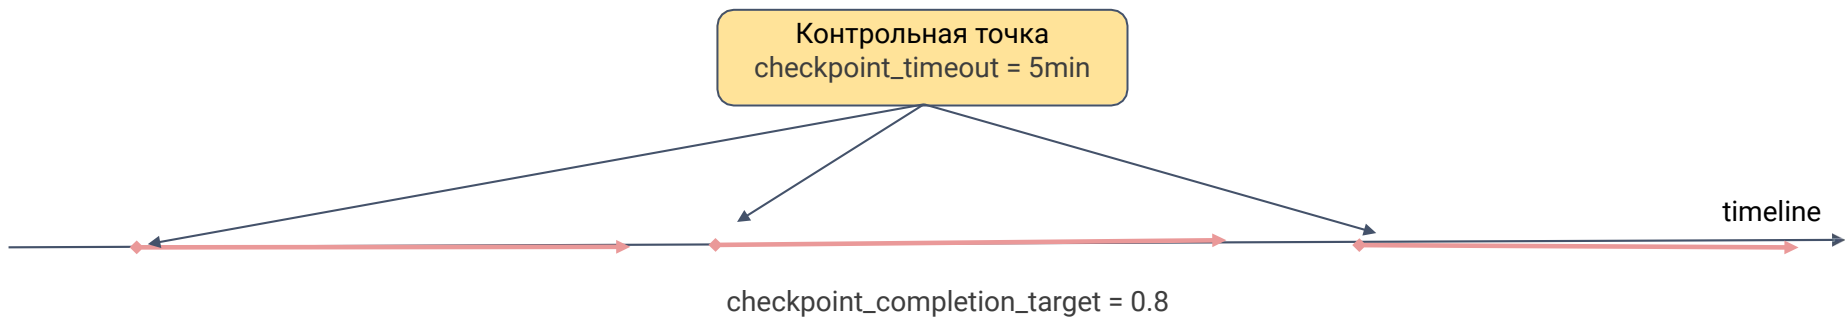 Контрольная точка
checkpoint_timeout = 5min
timeline
checkpoint_completion_target = 0.8